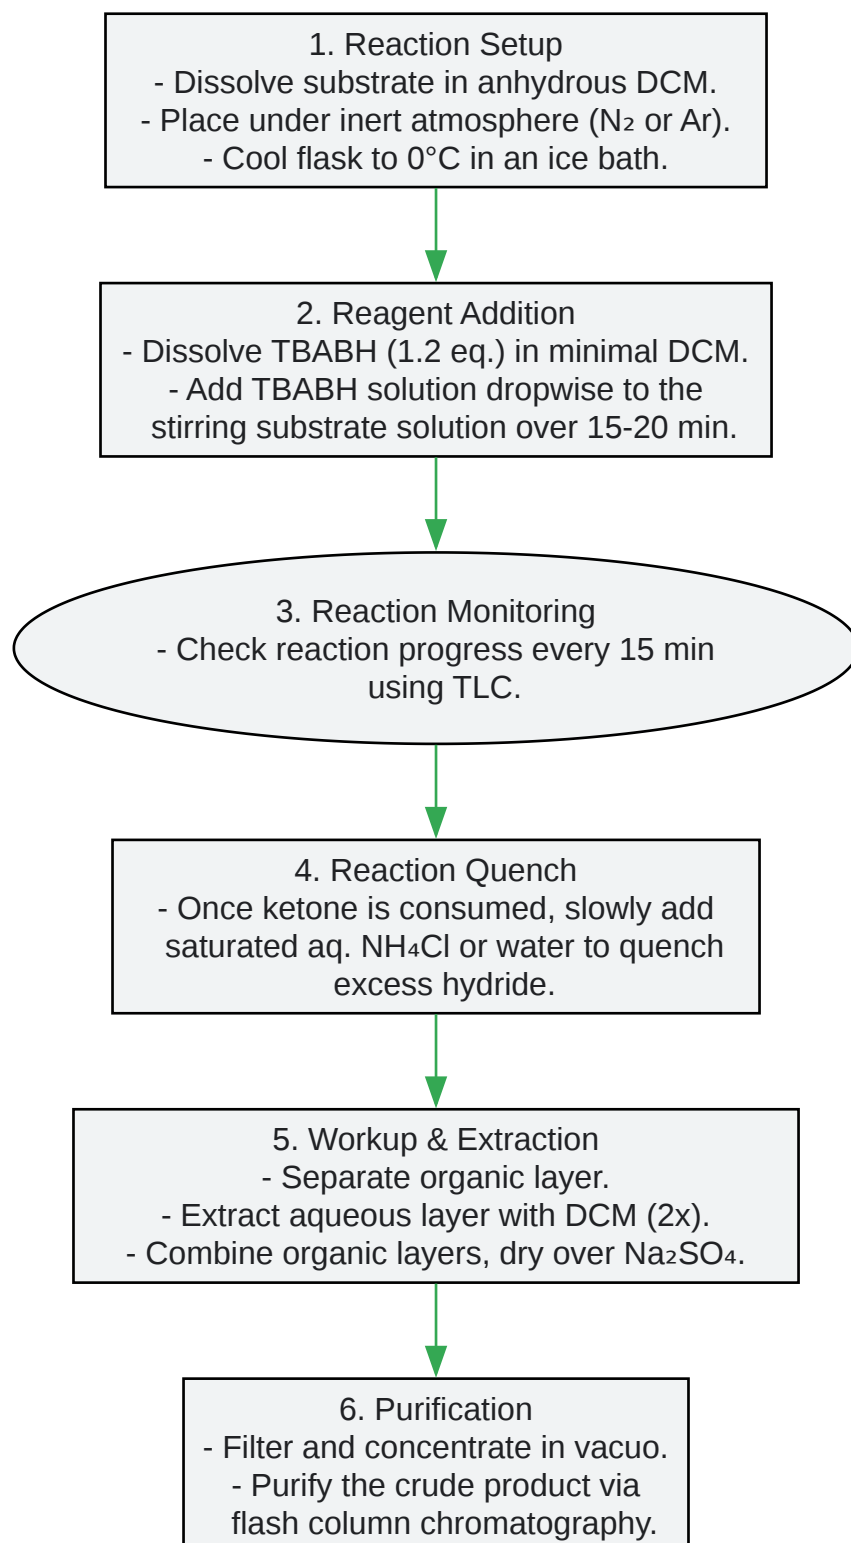 1. Reaction Setup
- Dissolve substrate in anhydrous DCM.
- Place under inert atmosphere (N₂ or Ar).
- Cool flask to 0°C in an ice bath.
2. Reagent Addition
- Dissolve TBABH (1.2 eq.) in minimal DCM.
- Add TBABH solution dropwise to the
stirring substrate solution over 15-20 min.
3. Reaction Monitoring
- Check reaction progress every 15 min
using TLC.
4. Reaction Quench
- Once ketone is consumed, slowly add
saturated aq. NH₄Cl or water to quench
excess hydride.
5. Workup & Extraction
- Separate organic layer.
- Extract aqueous layer with DCM (2x).
- Combine organic layers, dry over Na₂SO₄.
6. Purification
- Filter and concentrate in vacuo.
- Purify the crude product via
flash column chromatography.